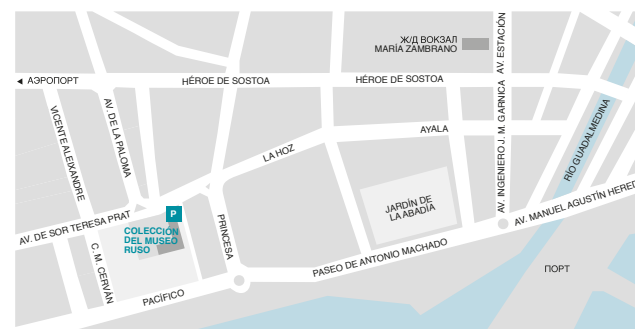 Ж/Д ВОКЗАЛ
MARÍA ZAMBRANO
AV. ESTACIÓN
◄ АЭРОПОРТ
HÉROE DE SOSTOA
HÉROE DE SOSTOA
VICENTE ALEIXANDRE
AV. DE LA PALOMA
LA HOZ
AYALA
AV. INGENIERO J. M. GARNICA
RÍO GUADALMEDINA
JARDÍN DE
LA ABADÍA
AV. MANUEL AGUSTÍN HERED
AV. DE SOR TERESA PRAT
P
COLECCIÓN
DEL MUSEO
RUSO
PRINCESA
C. M. CERVÁN
PASEO DE ANTONIO MACHADO
ПОРТ
PACÍFICO